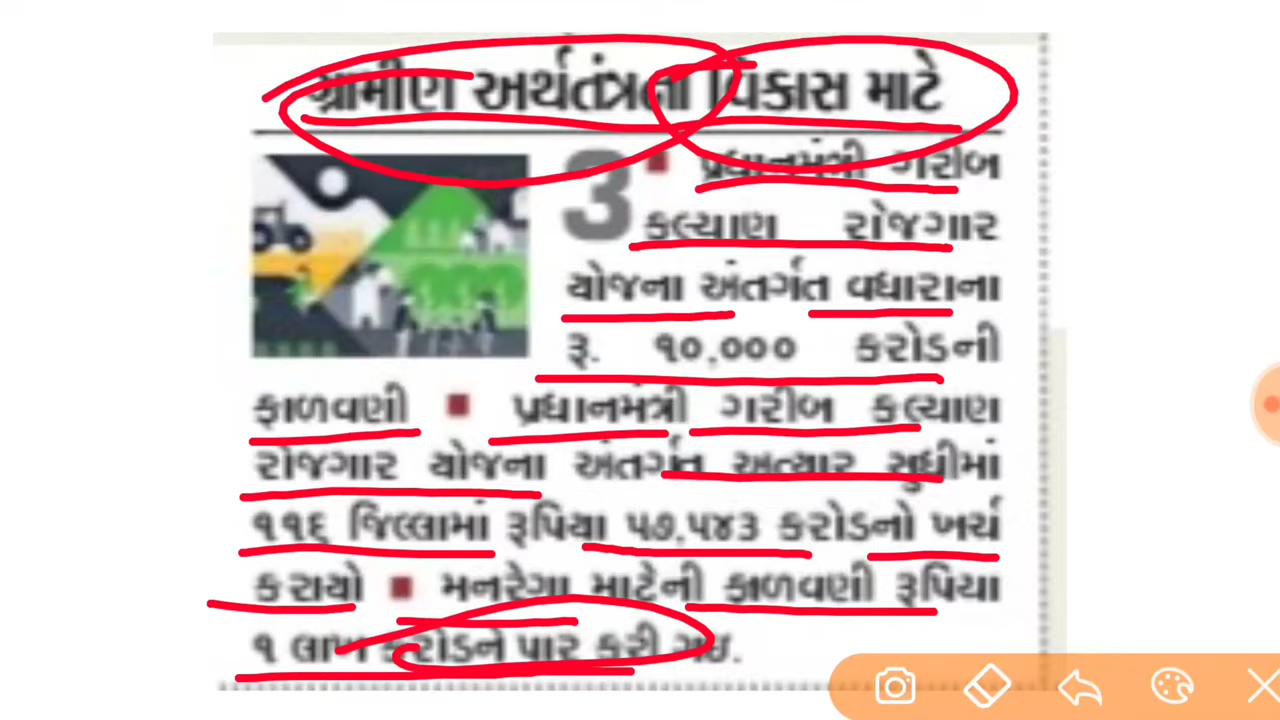 ગ્રામીણ અર્થતંત્રના વિકાસ માટે
3 ■ પ્રધાનમંત્રી ગરીબ
કલ્યાણ રોજગાર
યોજના અંતર્ગત વધારાના
રૂ. ૧૦,૦૦૦ કરોડની
ફાળવણી ■ પ્રધાનમંત્રી ગરીબ કલ્યાણ
રોજગાર યોજના અંતર્ગત અત્યાર સુધીમાં
૧૧૬ જિલ્લામાં રૂપિયા ૫૭,૫૪૩ કરોડનો ખર્ચ
કરાયો ■ મનરેગા માટેની ફાળવણી રૂપિયા
૧ લાખ કરોડને પાર કરી ગઇ.